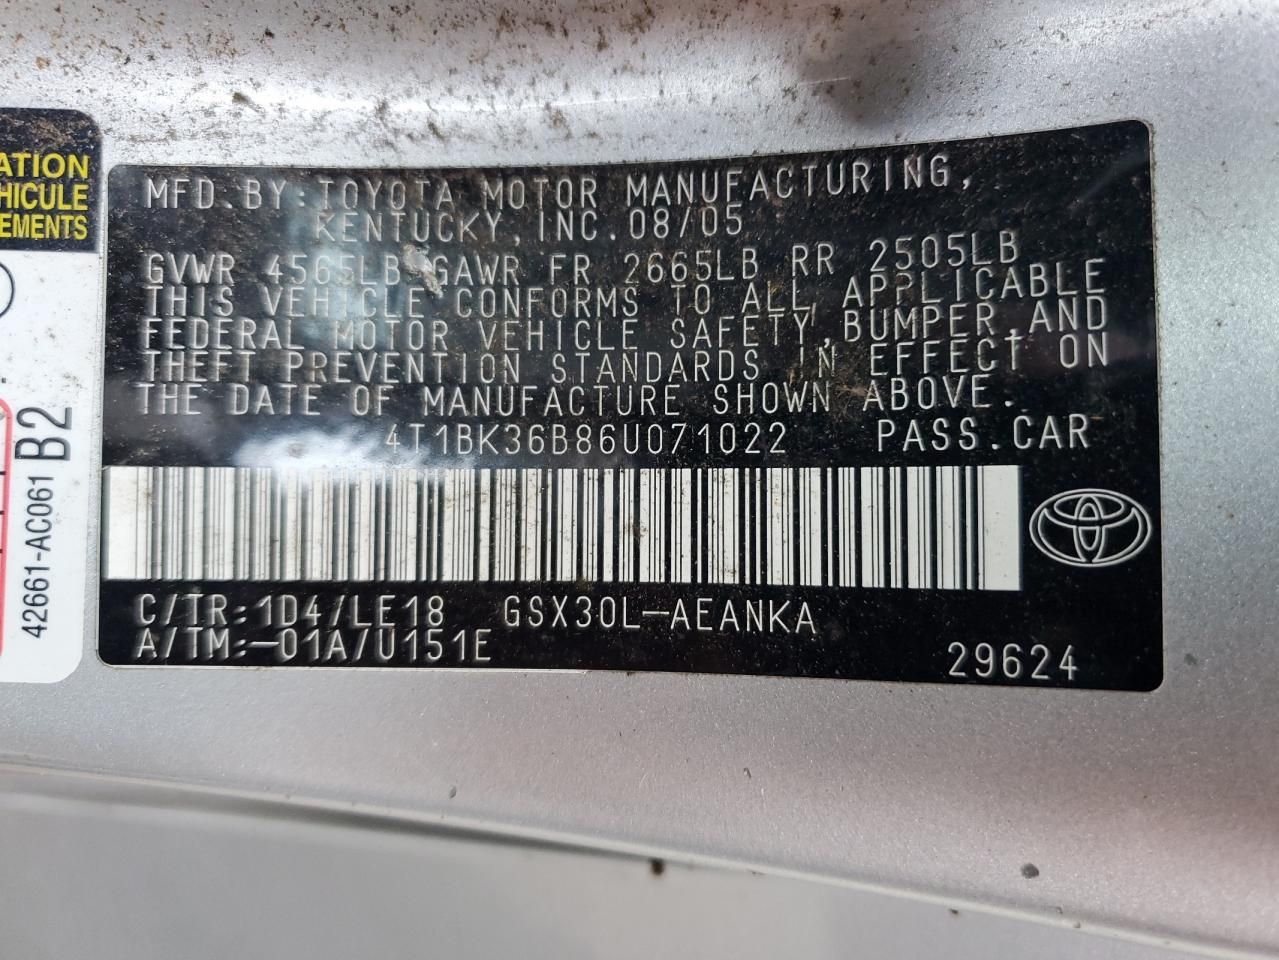 ATION
EHICULE
EMENTS
42661-AC061 B2
MFD.BY:TOYOTA MOTOR MANUFACTURING,
KENTUCKY,INC.08/05
GVWR 4565LB GAWR FR 2665LB RR 2505LB
THIS VEHICLE CONFORMS TO ALL APPLICABLE
FEDERAL MOTOR VEHICLE SAFETY,BUMPER,AND
THEFT PREVENTION STANDARDS IN EFFECT ON
THE DATE OF MANUFACTURE SHOWN ABOVE.
4T1BK36B86U071022 PASS.CAR
C/TR:1D4/LE18 GSX30L-AEANKA
A/TM:-01A/U151E
29624